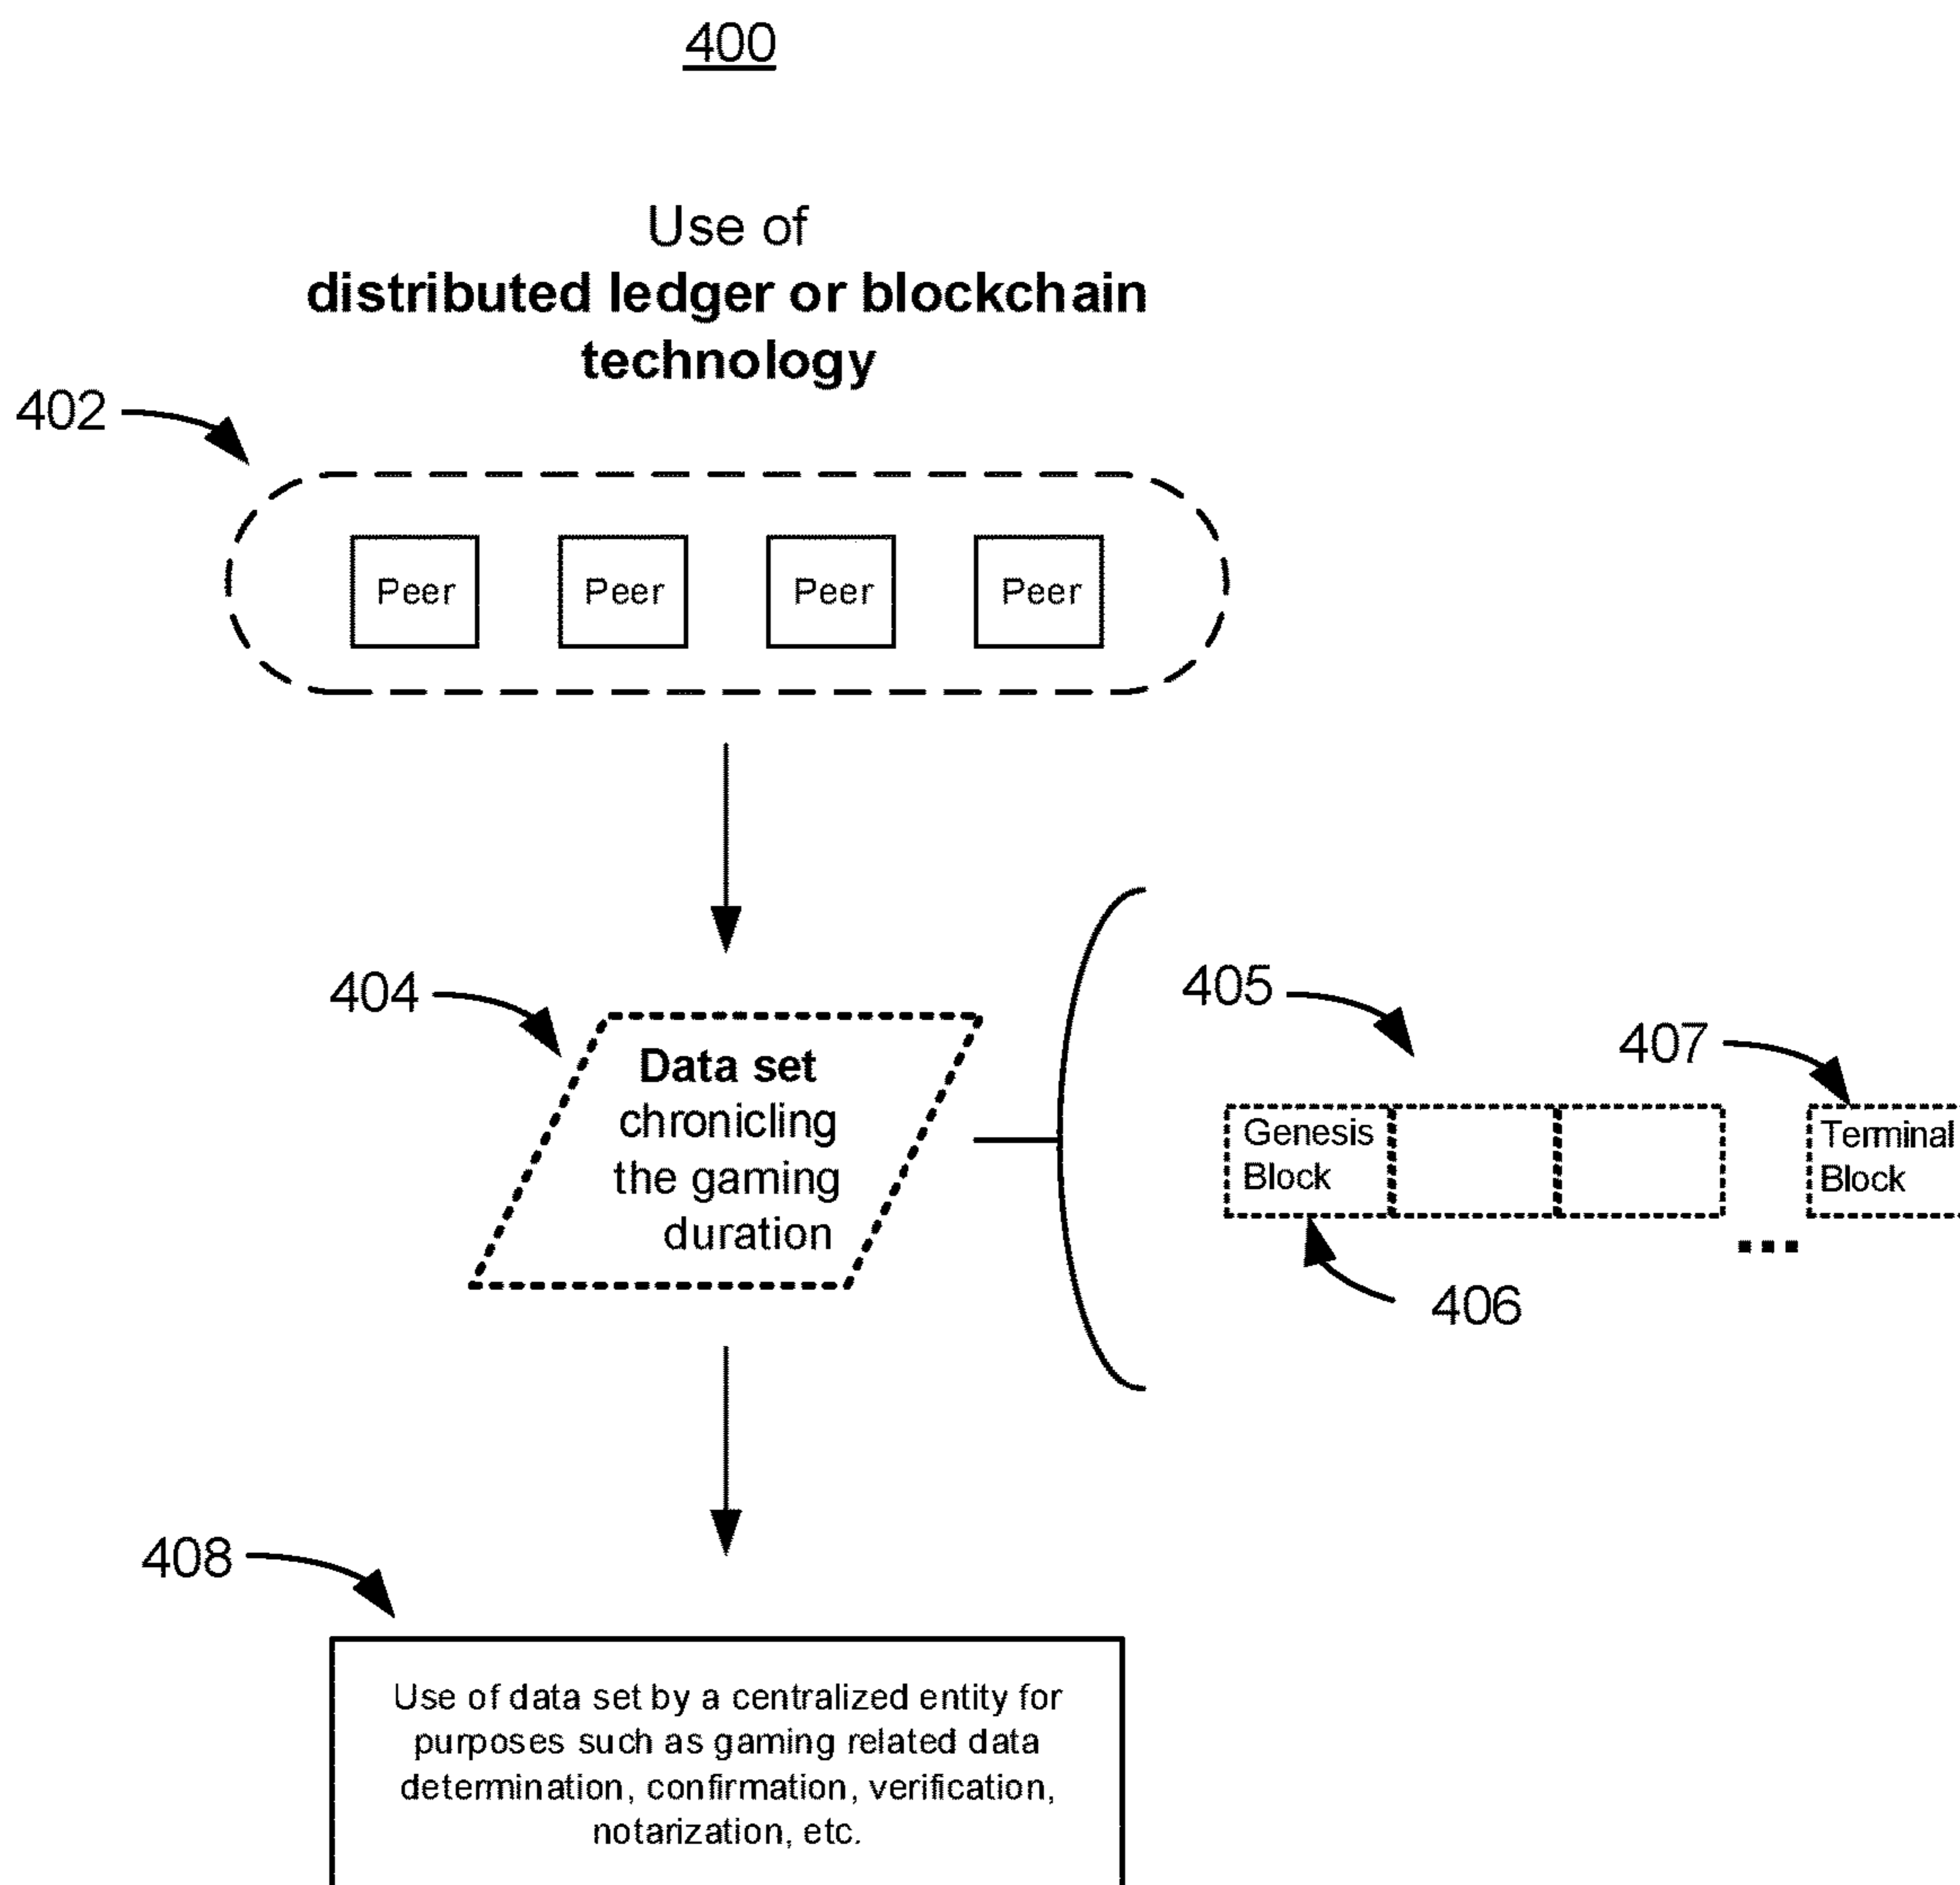 400
Use of
distributed ledger or blockchain
technology
402
Peer Peer Peer Peer
404
Data set
chronicling
the gaming
duration
405
407
Genesis
Block
Terminal
Block
...
406
408
Use of data set by a centralized entity for
purposes such as gaming related data
determination, confirmation, verification,
notarization, etc.